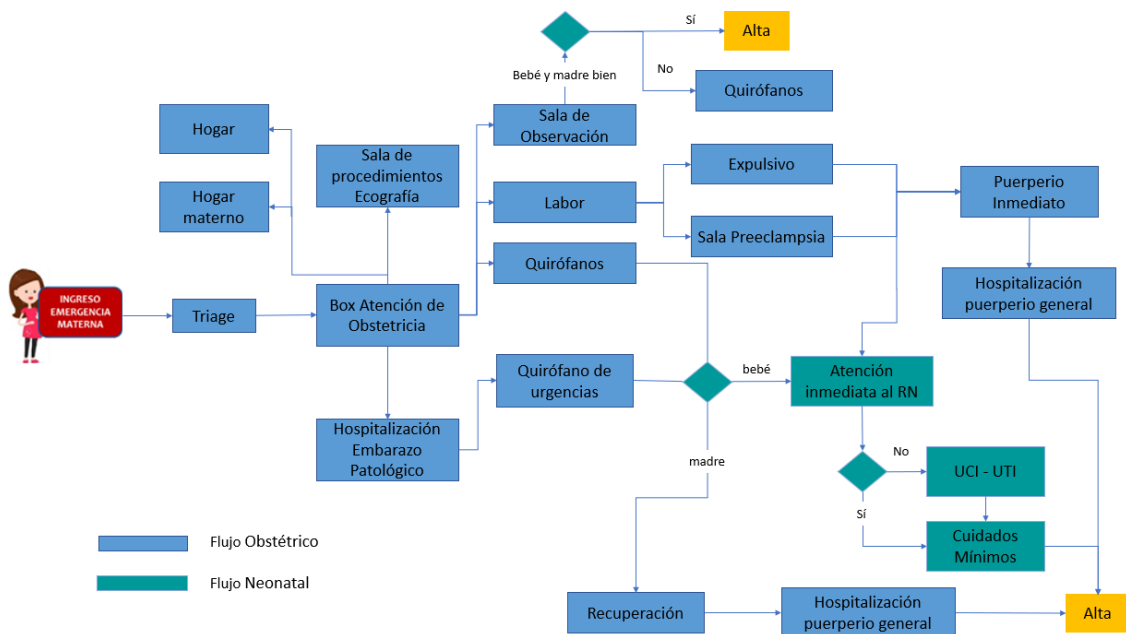 Sí
Alta
Bebé y madre bien
No
Quirófanos
Sala de
Observación
Hogar
Sala de
procedimientos
Ecografía
Expulsivo
Hogar
materno
Labor
Puerperio
Inmediato
Sala Preeclampsia
Quirófanos
INGRESO
EMERGENCIA
MATERNA
Triage
Box Atención de
Obstetricia
Hospitalización
puerperio general
Quirófano de
urgencias
bebé
Atención
inmediata al RN
Hospitalización
Embarazo
Patológico
madre
No
UCI - UTI
Sí
Cuidados
Mínimos
Flujo Obstétrico
Flujo Neonatal
Recuperación
Hospitalización
puerperio general
Alta